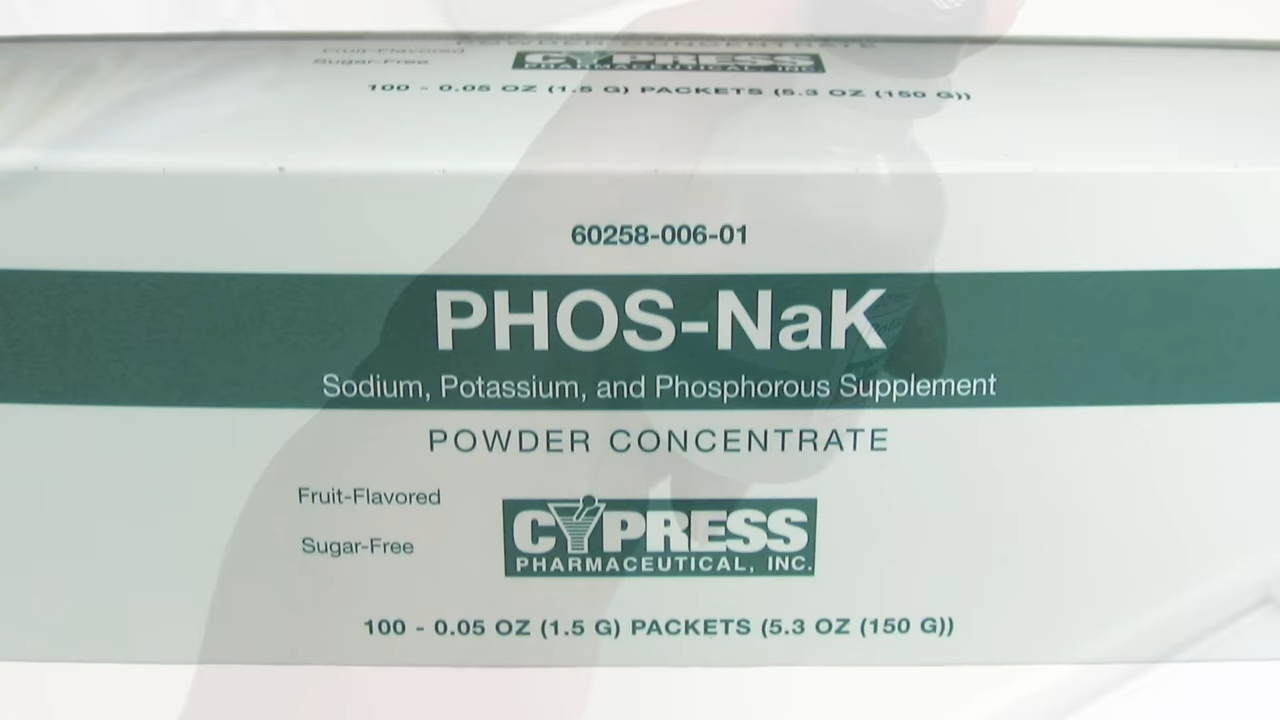 POWDER CONCENTRATE
Fruit-Flavored
Sugar-Free
CYPRESS
PHARMACEUTICAL, INC
100 - 0.05 OZ (1.5 G) PACKETS (5.3 OZ (150 G))
60258-006-01
PHOS-NaK
Sodium, Potassium, and Phosphorous Supplement
POWDER CONCENTRATE
Fruit-Flavored
Sugar-Free
CYPRESS
PHARMACEUTICAL, INC.
100 - 0.05 OZ (1.5 G) PACKETS (5.3 OZ (150 G))